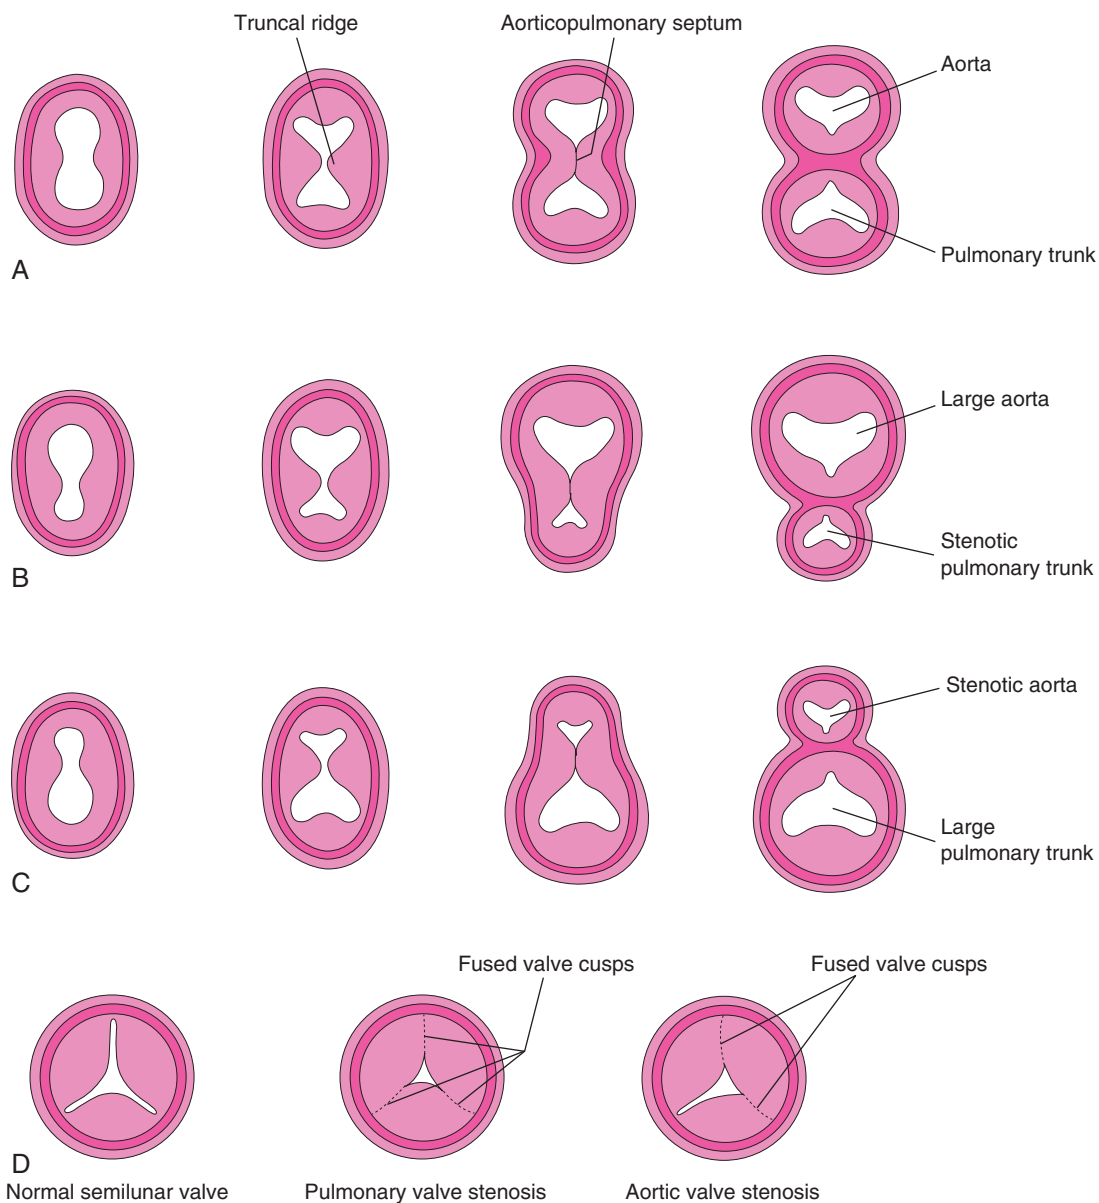 Truncal ridge
Aorticopulmonary septum
Aorta
Pulmonary trunk
A
Large aorta
Stenotic
pulmonary trunk
B
Stenotic aorta
Large
pulmonary trunk
C
Fused valve cusps
Fused valve cusps
D
Normal semilunar valve
Pulmonary valve stenosis
Aortic valve stenosis